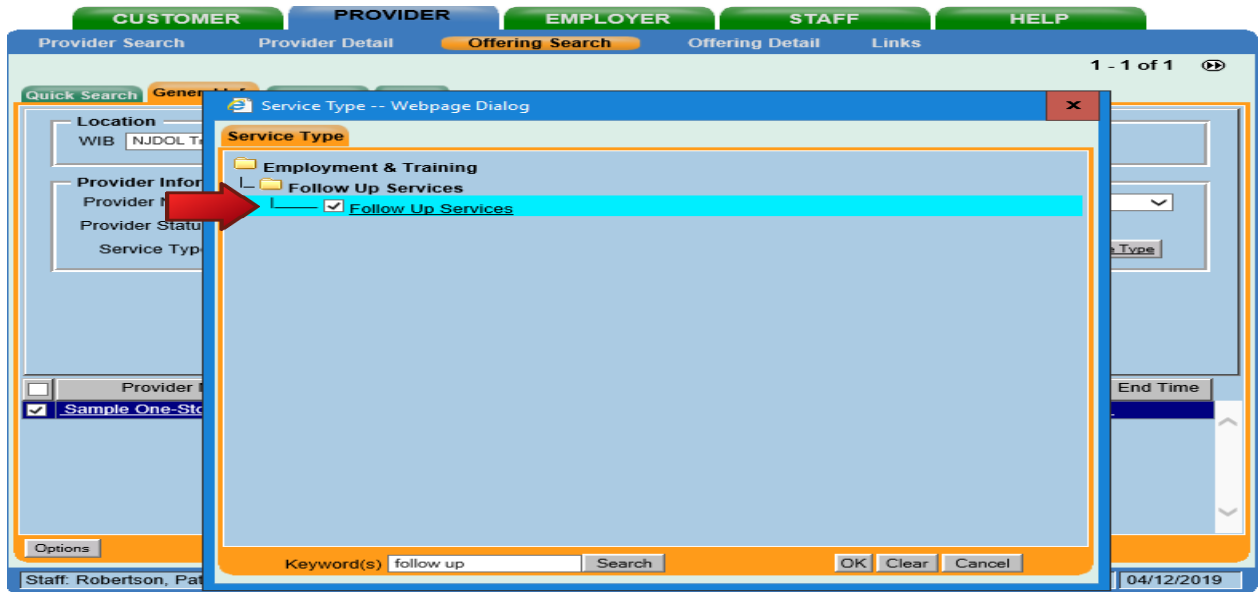 CUSTOMER PROVIDER EMPLOYER STAFF HELP
Provider Search Provider Detail Offering Search Offering Detail Links
1 - 1 of 1
Quick Search Gener
Service Type -- Webpage Dialog
Location
WIB NJDOL
Service Type
Employment & Training
Provider Infor
Follow Up Services
Provider
Follow Up Services
Provider Statu
Service Typ
Type
Provider
End Time
Sample One-Sto
Options
Keyword(s) follow up Search OK Clear Cancel
Staff: Robertson, Pat
04/12/2019